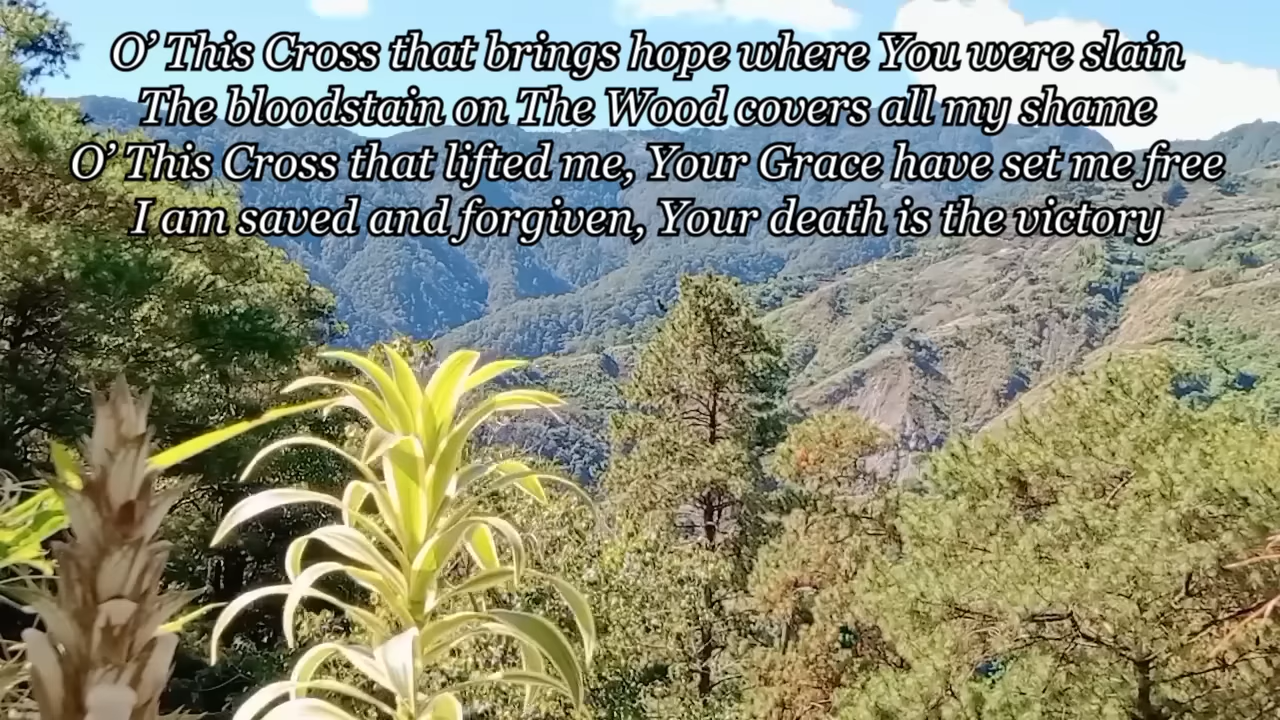 O’ This Cross that brings hope where You were slain
The bloodstain on The Wood covers all my shame
O’ This Cross that lifted me, Your Grace have set me free
I am saved and forgiven, Your death is the victory